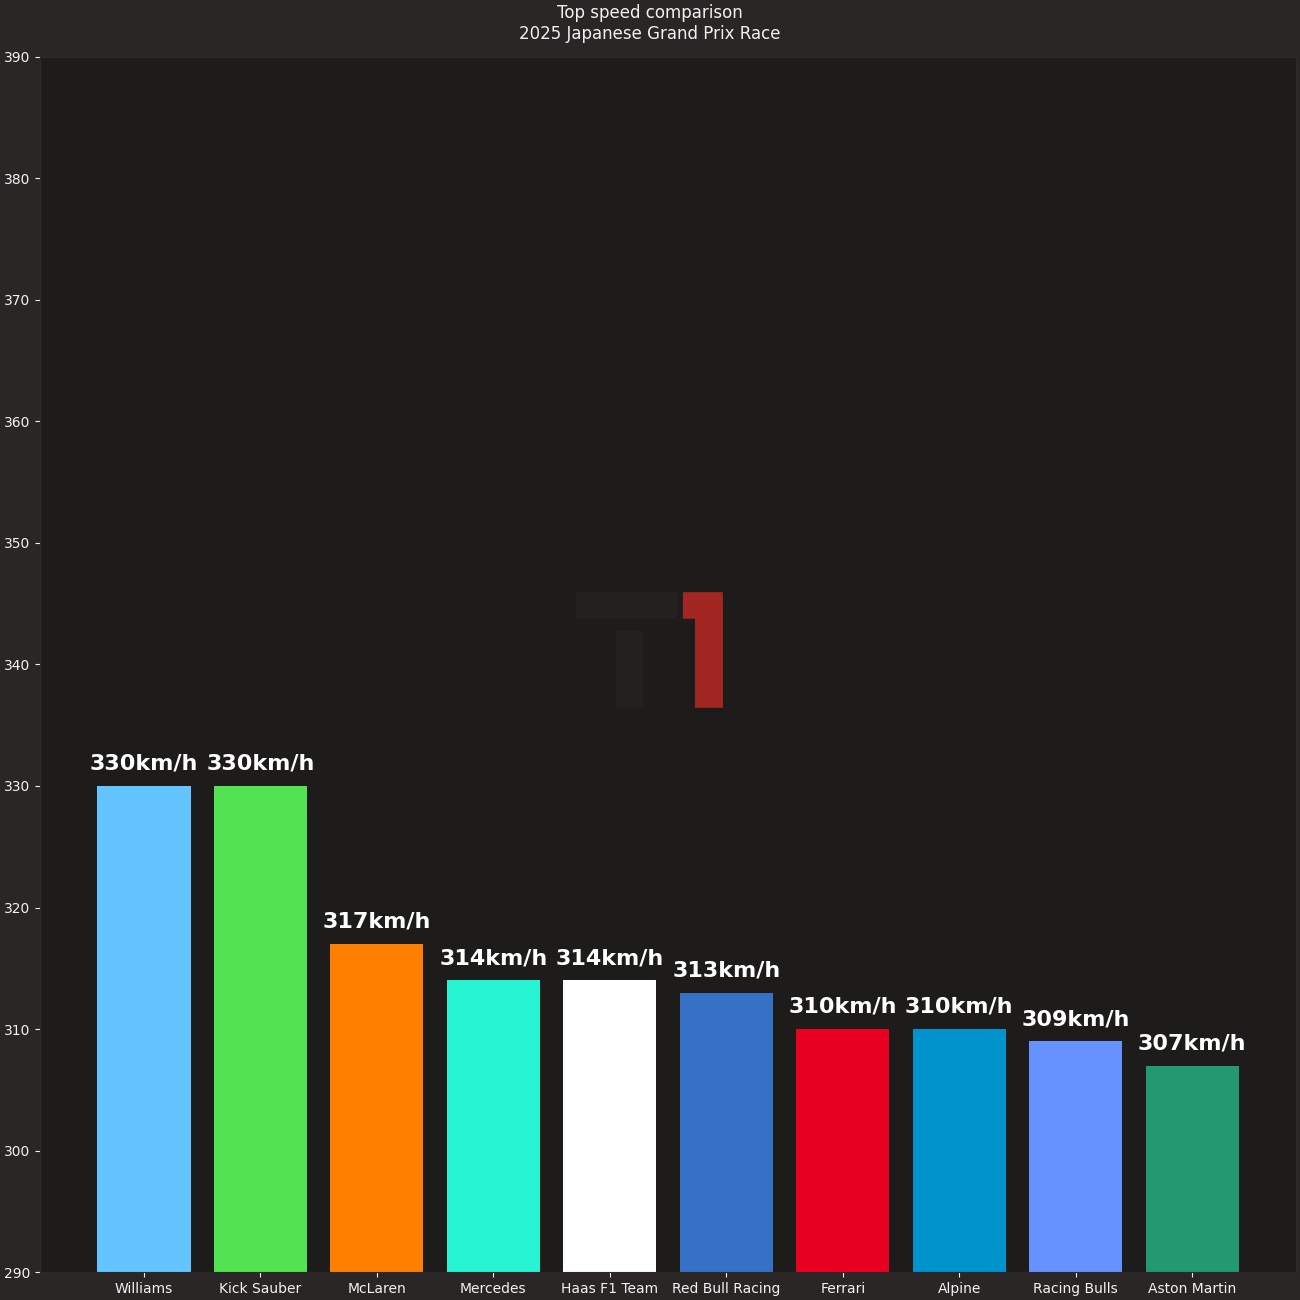 Top speed comparison
2025 Japanese Grand Prix Race
390
380
370
360
350
340
330
320
310
300
290
330km/h 330km/h
317km/h
314km/h 314km/h
313km/h
310km/h 310km/h
309km/h
307km/h
Williams Kick Sauber McLaren Mercedes Haas F1 Team Red Bull Racing Ferrari Alpine Racing Bulls Aston Martin